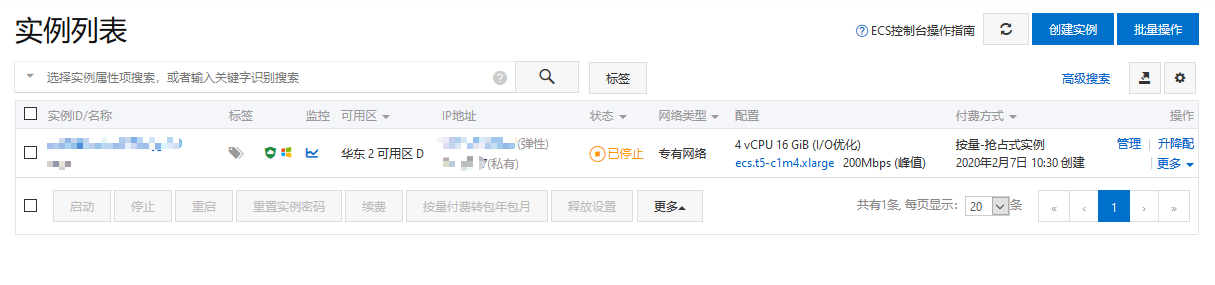 实例列表
ECS控制台操作指南 创建实例 批量操作
选择实例属性项搜索，或者输入关键字识别搜索 标签 高级搜索
实例ID/名称 标签 监控 可用区 IP地址 状态 网络类型 配置 付费方式 操作
(弹性)
华东 2 可用区 D 已停止 专有网络
(私有)
4 vCPU 16 GiB (I/O优化)
ecs.t5-c1m4.xlarge 200Mbps (峰值)
按量-抢占式实例
2020年2月7日 10:30 创建
管理 | 升降配
| 更多
启动 停止 重启 重置实例密码 续费 按量付费转包年包月 释放设置 更多 共有1条, 每页显示: 20 条 « ‹ 1 › »